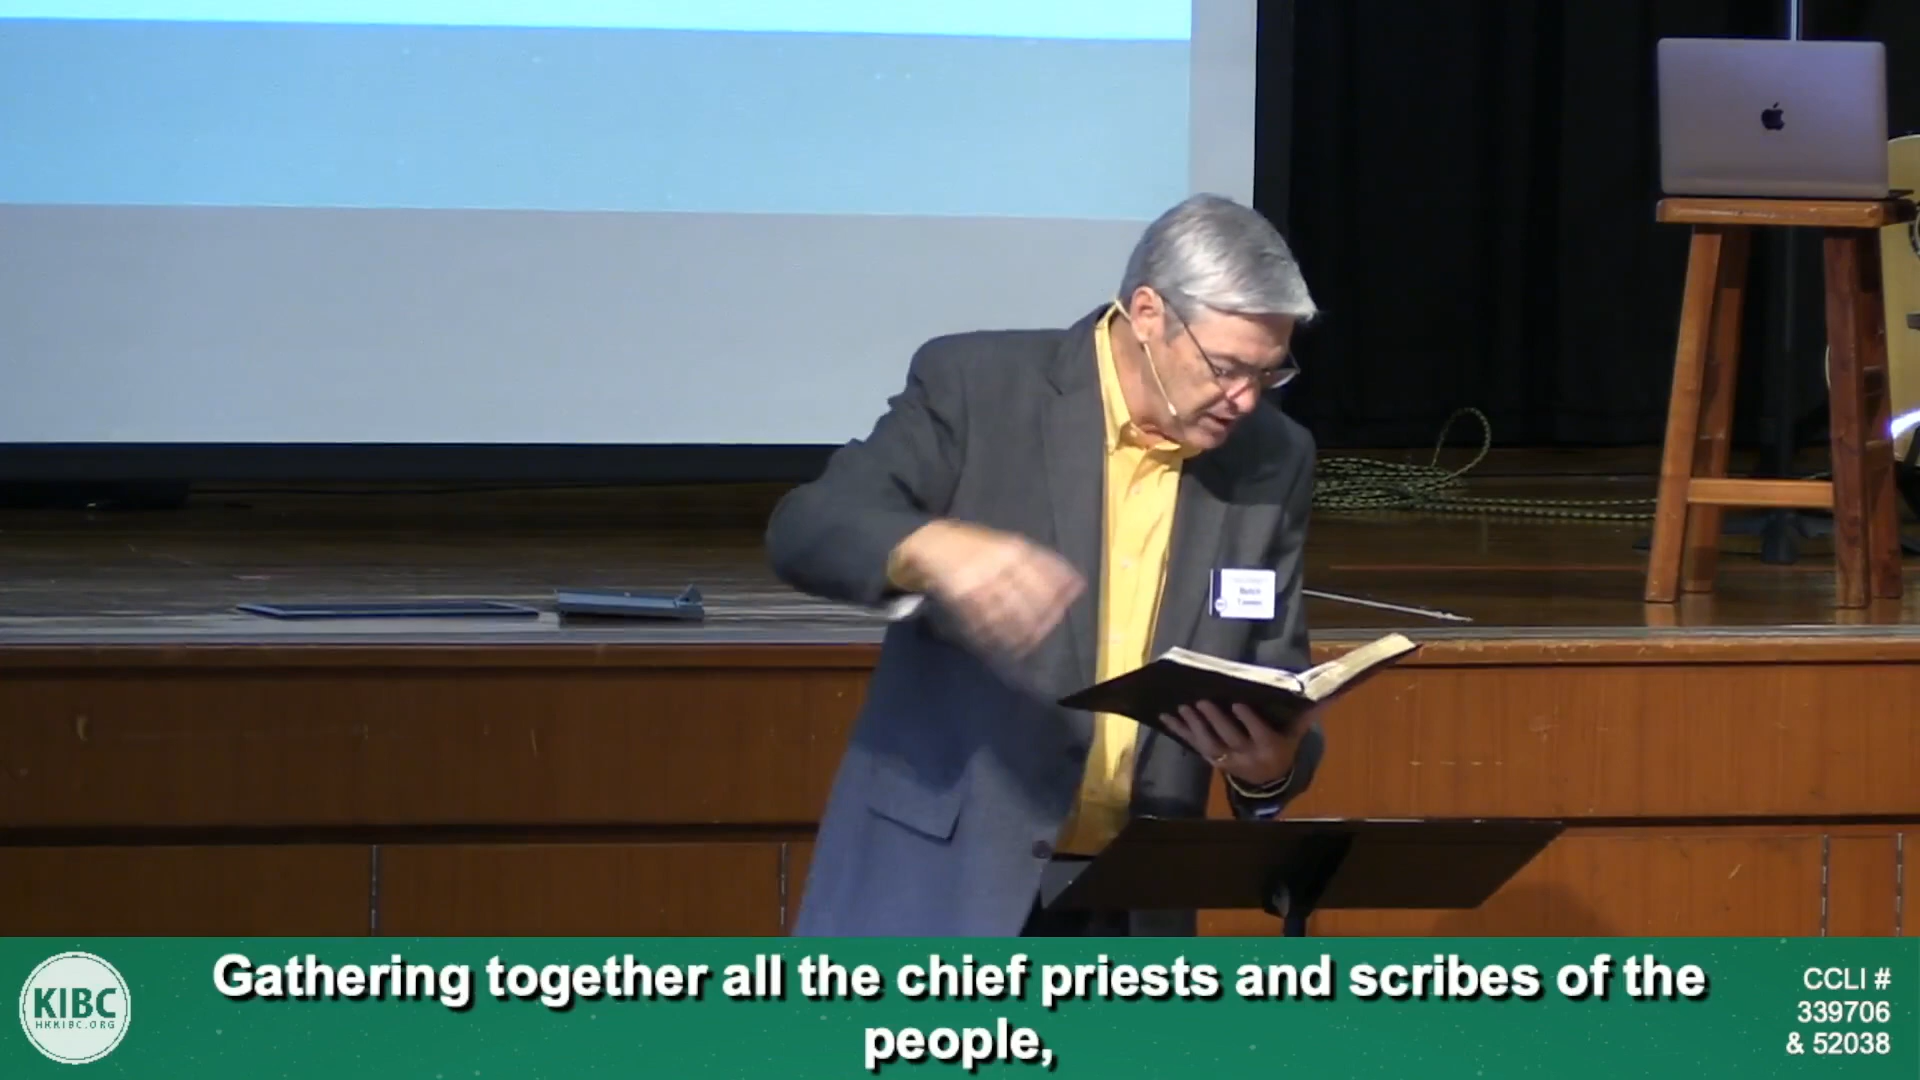 Gathering together all the chief priests and scribes of the
people,
KIBC
HKKIBC.ORG
CCLI #
339706
& 52038